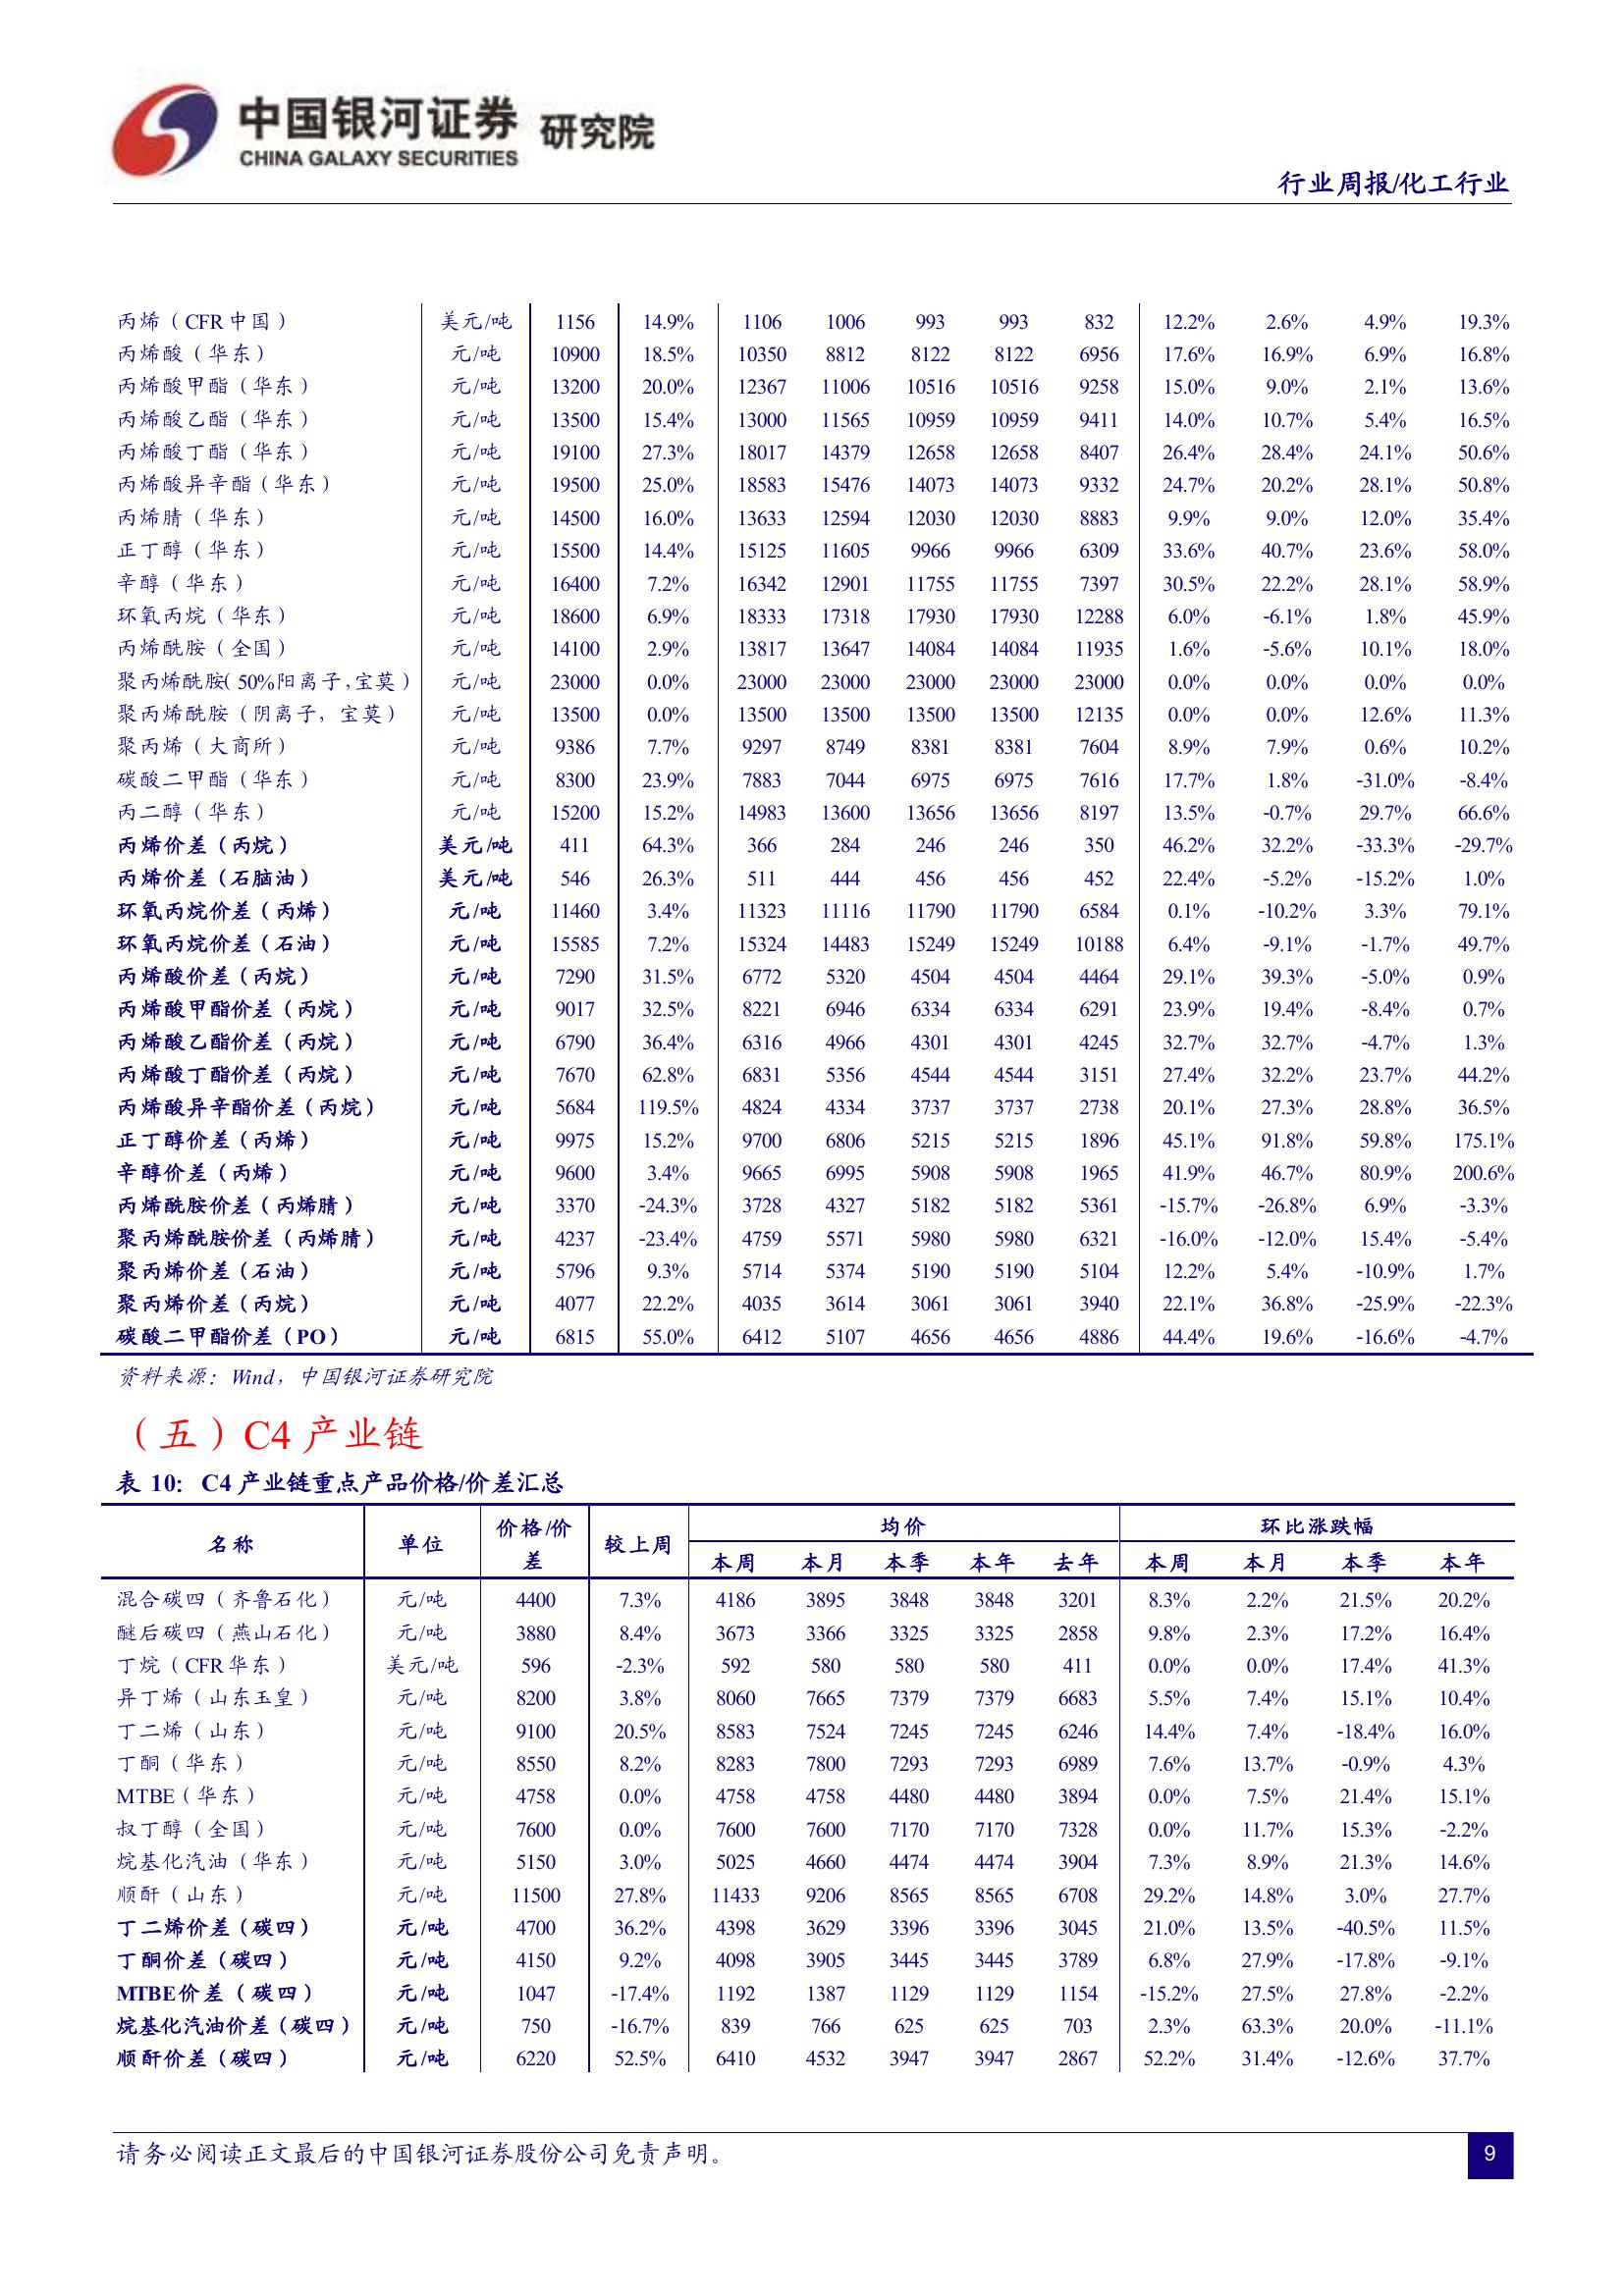 中国银河证券 研究院
CHINA GALAXY SECURITIES
行业周报/化工行业
丙烯（CFR 中国） 美元/吨 1156 14.9% 1106 1006 993 993 832 12.2% 2.6% 4.9% 19.3%
丙烯酸（华东） 元/吨 10900 18.5% 10350 8812 8122 8122 6956 17.6% 16.9% 6.9% 16.8%
丙烯酸甲酯（华东） 元/吨 13200 20.0% 12367 11006 10516 10516 9258 15.0% 9.0% 2.1% 13.6%
丙烯酸乙酯（华东） 元/吨 13500 15.4% 13000 11565 10959 10959 9411 14.0% 10.7% 5.4% 16.5%
丙烯酸丁酯（华东） 元/吨 19100 27.3% 18017 14379 12658 12658 8407 26.4% 28.4% 24.1% 50.6%
丙烯酸异辛酯（华东） 元/吨 19500 25.0% 18583 15476 14073 14073 9332 24.7% 20.2% 28.1% 50.8%
丙烯腈（华东） 元/吨 14500 16.0% 13633 12594 12030 12030 8883 9.9% 9.0% 12.0% 35.4%
正丁醇（华东） 元/吨 15500 14.4% 15125 11605 9966 9966 6309 33.6% 40.7% 23.6% 58.0%
辛醇（华东） 元/吨 16400 7.2% 16342 12901 11755 11755 7397 30.5% 22.2% 28.1% 58.9%
环氧丙烷（华东） 元/吨 18600 6.9% 18333 17318 17930 17930 12288 6.0% -6.1% 1.8% 45.9%
丙烯酰胺（全国） 元/吨 14100 2.9% 13817 13647 14084 14084 11935 1.6% -5.6% 10.1% 18.0%
聚丙烯酰胺（50%阳离子，宝莫） 元/吨 23000 0.0% 23000 23000 23000 23000 23000 0.0% 0.0% 0.0% 0.0%
聚丙烯酰胺（阴离子，宝莫） 元/吨 13500 0.0% 13500 13500 13500 13500 12135 0.0% 0.0% 12.6% 11.3%
聚丙烯（大商所） 元/吨 9386 7.7% 9297 8749 8381 8381 7604 8.9% 7.9% 0.6% 10.2%
碳酸二甲酯（华东） 元/吨 8300 23.9% 7883 7044 6975 6975 7616 17.7% 1.8% -31.0% -8.4%
丙二醇（华东） 元/吨 15200 15.2% 14983 13600 13656 13656 8197 13.5% -0.7% 29.7% 66.6%
丙烯价差（丙烷） 美元/吨 411 64.3% 366 284 246 246 350 46.2% 32.2% -33.3% -29.7%
丙烯价差（石脑油） 美元/吨 546 26.3% 511 444 456 456 452 22.4% -5.2% -15.2% 1.0%
环氧丙烷价差（丙烯） 元/吨 11460 3.4% 11323 11116 11790 11790 6584 0.1% -10.2% 3.3% 79.1%
环氧丙烷价差（石油） 元/吨 15585 7.2% 15324 14483 15249 15249 10188 6.4% -9.1% -1.7% 49.7%
丙烯酸价差（丙烷） 元/吨 7290 31.5% 6772 5320 4504 4504 4464 29.1% 39.3% -5.0% 0.9%
丙烯酸甲酯价差（丙烷） 元/吨 9017 32.5% 8221 6946 6334 6334 6291 23.9% 19.4% -8.4% 0.7%
丙烯酸乙酯价差（丙烷） 元/吨 6790 36.4% 6316 4966 4301 4301 4245 32.7% 32.7% -4.7% 1.3%
丙烯酸丁酯价差（丙烷） 元/吨 7670 62.8% 6831 5356 4544 4544 3151 27.4% 32.2% 23.7% 44.2%
丙烯酸异辛酯价差（丙烷） 元/吨 5684 119.5% 4824 4334 3737 3737 2738 20.1% 27.3% 28.8% 36.5%
正丁醇价差（丙烯） 元/吨 9975 15.2% 9700 6806 5215 5215 1896 45.1% 91.8% 59.8% 175.1%
辛醇价差（丙烯） 元/吨 9600 3.4% 9665 6995 5908 5908 1965 41.9% 46.7% 80.9% 200.6%
丙烯酰胺价差（丙烯腈） 元/吨 3370 -24.3% 3728 4327 5182 5182 5361 -15.7% -26.8% 6.9% -3.3%
聚丙烯酰胺价差（丙烯腈） 元/吨 4237 -23.4% 4759 5571 5980 5980 6321 -16.0% -12.0% 15.4% -5.4%
聚丙烯价差（石油） 元/吨 5796 9.3% 5714 5374 5190 5190 5104 12.2% 5.4% -10.9% 1.7%
聚丙烯价差（丙烷） 元/吨 4077 22.2% 4035 3614 3061 3061 3940 22.1% 36.8% -25.9% -22.3%
碳酸二甲酯价差（PO） 元/吨 6815 55.0% 6412 5107 4656 4656 4886 44.4% 19.6% -16.6% -4.7%
资料来源：Wind，中国银河证券研究院
（五）C4 产业链
表 10：C4 产业链重点产品价格/价差汇总
名称 单位 价格/价差 较上周 均价 环比涨跌幅
本周 本月 本季 本年 去年 本周 本月 本季 本年
混合碳四（齐鲁石化） 元/吨 4400 7.3% 4186 3895 3848 3848 3201 8.3% 2.2% 21.5% 20.2%
醚后碳四（燕山石化） 元/吨 3880 8.4% 3673 3366 3325 3325 2858 9.8% 2.3% 17.2% 16.4%
丁烷（CFR 华东） 美元/吨 596 -2.3% 592 580 580 580 411 0.0% 0.0% 17.4% 41.3%
异丁烯（山东玉皇） 元/吨 8200 3.8% 8060 7665 7379 7379 6683 5.5% 7.4% 15.1% 10.4%
丁二烯（山东） 元/吨 9100 20.5% 8583 7524 7245 7245 6246 14.4% 7.4% -18.4% 16.0%
丁酮（华东） 元/吨 8550 8.2% 8283 7800 7293 7293 6989 7.6% 13.7% -0.9% 4.3%
MTBE（华东） 元/吨 4758 0.0% 4758 4758 4480 4480 3894 0.0% 7.5% 21.4% 15.1%
叔丁醇（全国） 元/吨 7600 0.0% 7600 7600 7170 7170 7328 0.0% 11.7% 15.3% -2.2%
烷基化汽油（华东） 元/吨 5150 3.0% 5025 4660 4474 4474 3904 7.3% 8.9% 21.3% 14.6%
顺酐（山东） 元/吨 11500 27.8% 11433 9206 8565 8565 6708 29.2% 14.8% 3.0% 27.7%
丁二烯价差（碳四） 元/吨 4700 36.2% 4398 3629 3396 3396 3045 21.0% 13.5% -40.5% 11.5%
丁酮价差（碳四） 元/吨 4150 9.2% 4098 3905 3445 3445 3789 6.8% 27.9% -17.8% -9.1%
MTBE 价差（碳四） 元/吨 1047 -17.4% 1192 1387 1129 1129 1154 -15.2% 27.5% 27.8% -2.2%
烷基化汽油价差（碳四） 元/吨 750 -16.7% 839 766 625 625 703 2.3% 63.3% 20.0% -11.1%
顺酐价差（碳四） 元/吨 6220 52.5% 6410 4532 3947 3947 2867 52.2% 31.4% -12.6% 37.7%
请务必阅读正文最后的中国银河证券股份公司免责声明。 9